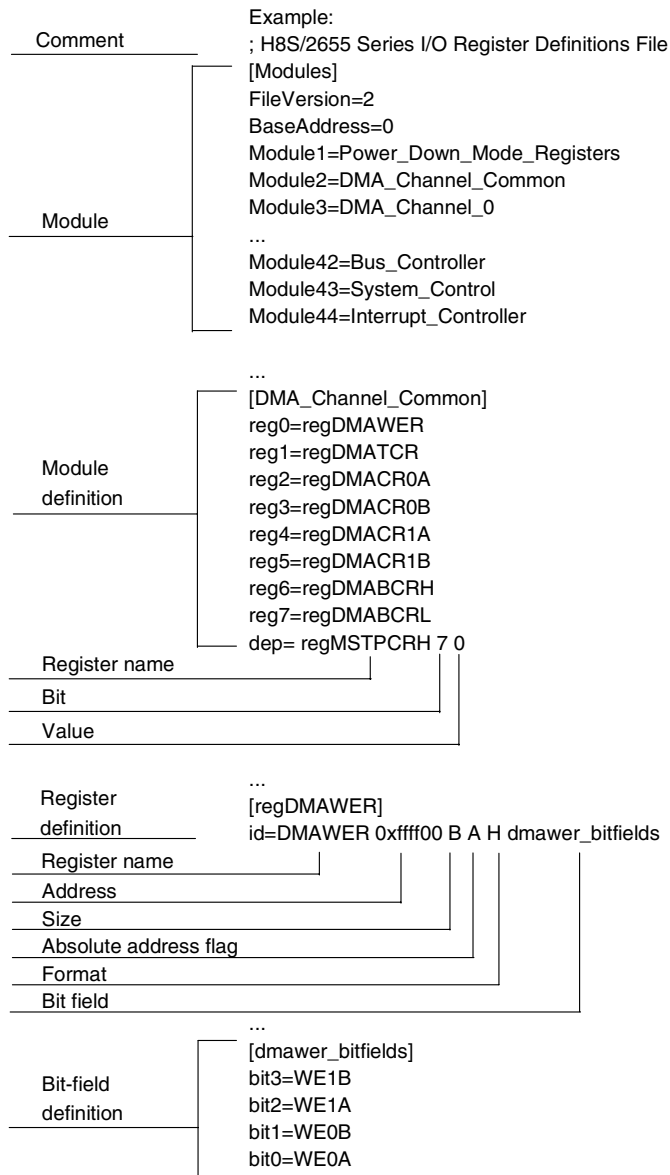 Example:
Comment
; H8S/2655 Series I/O Register Definitions File
[Modules]
FileVersion=2
BaseAddress=0
Module1=Power_Down_Mode_Registers
Module2=DMA_Channel_Common
Module3=DMA_Channel_0
Module
...
Module42=Bus_Controller
Module43=System_Control
Module44=Interrupt_Controller
...
[DMA_Channel_Common]
reg0=regDMAWER
reg1=regDMATCR
Module
definition
reg2=regDMACR0A
reg3=regDMACR0B
reg4=regDMACR1A
reg5=regDMACR1B
reg6=regDMABCRH
reg7=regDMABCRL
dep= regMSTPCRH 7 0
Register name
Bit
Value
...
Register
definition
[regDMAWER]
id=DMAWER 0xffff00 B A H dmawer_bitfields
Register name
Address
Size
Absolute address flag
Format
Bit field
...
[dmawer_bitfields]
bit3=WE1B
Bit-field
definition
bit2=WE1A
bit1=WE0B
bit0=WE0A